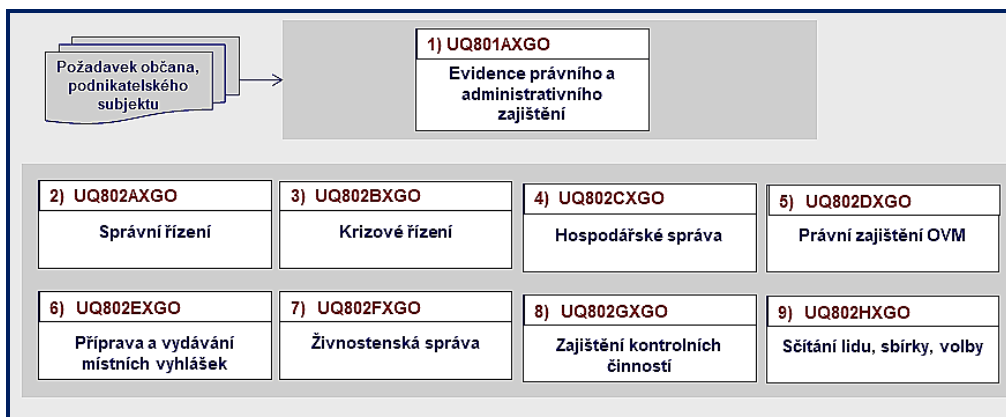 Požadavek občana,
podnikatelského
subjektu
1) UQ801AXGO
Evidence právního a
administrativního
zajištění
2) UQ802AXGO
Správní řízení
3) UQ802BXGO
Krizové řízení
4) UQ802CXGO
Hospodářské správa
5) UQ802DXGO
Právní zajištění OVM
6) UQ802EXGO
Příprava a vydávání
místních vyhlášek
7) UQ802FXGO
Živnostenská správa
8) UQ802GXGO
Zajištění kontrolních
činností
9) UQ802HXGO
Sčítání lidu, sbírky, volby